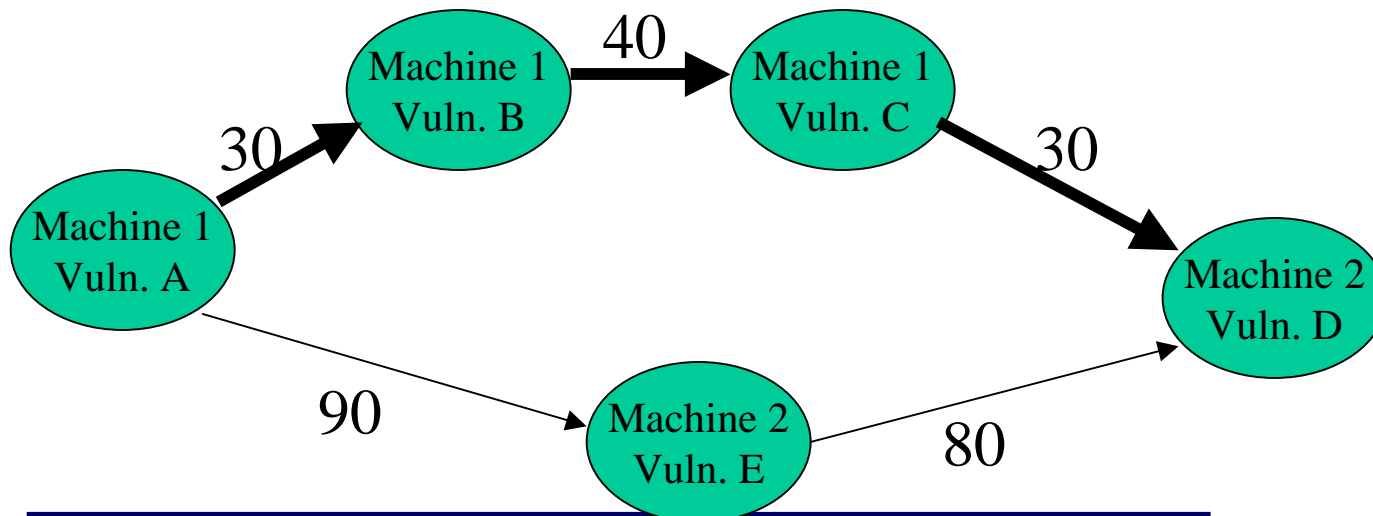 40
Machine 1
Vuln. B
Machine 1
Vuln. C
30
30
Machine 1
Vuln. A
Machine 2
Vuln. D
90
Machine 2
Vuln. E
80